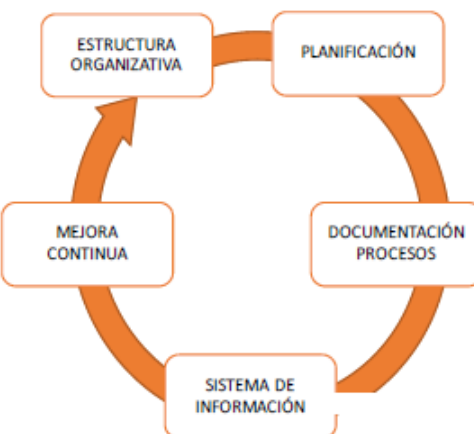 ESTRUCTURA
ORGANIZATIVA
PLANIFICACIÓN
DOCUMENTACIÓN
PROCESOS
SISTEMA DE
INFORMACIÓN
MEJORA
CONTINUA